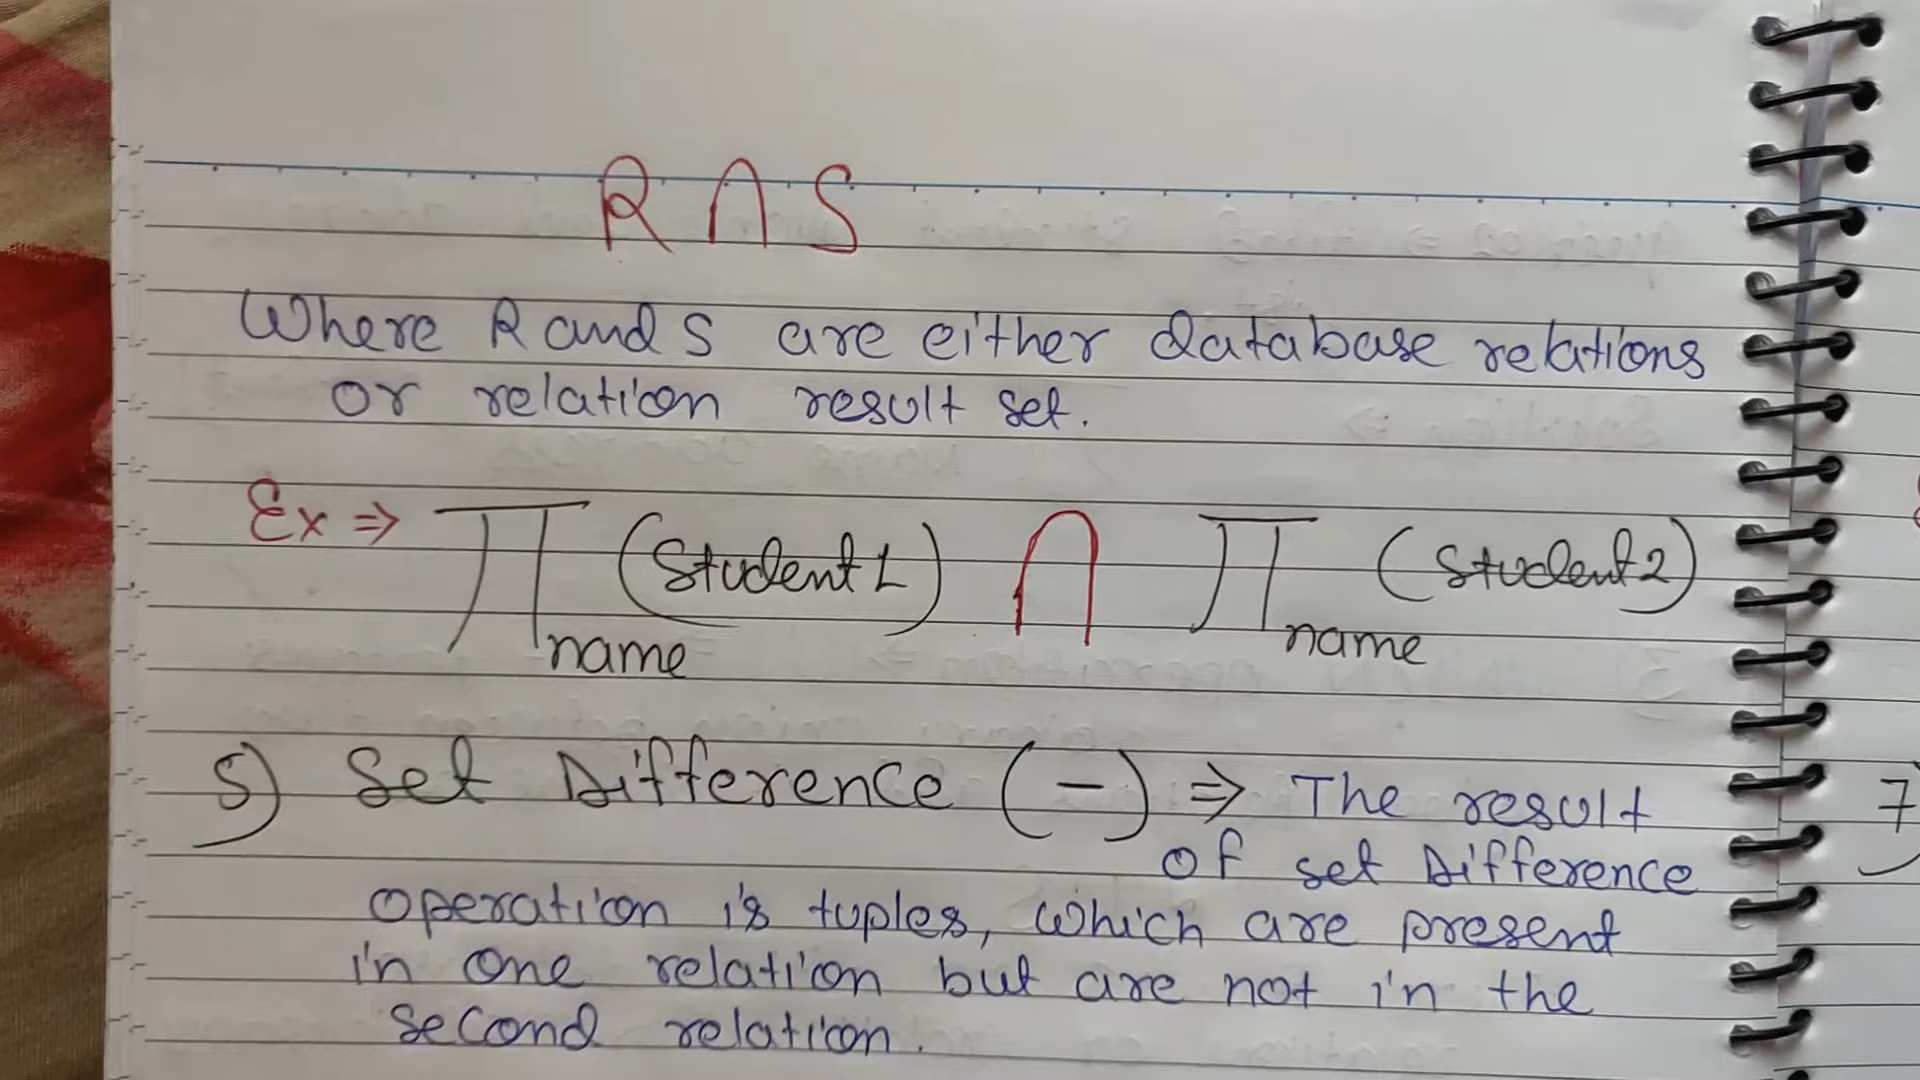 R ∩ S
Where R and S are either database relations
or relation result set.
Ex ⇒ ∏name (Student1) ∩ ∏name (Student2)
5) Set Difference (-) ⇒ The result
of set Difference
operation is tuples, which are present
in one relation but are not in the
second relation.
7)